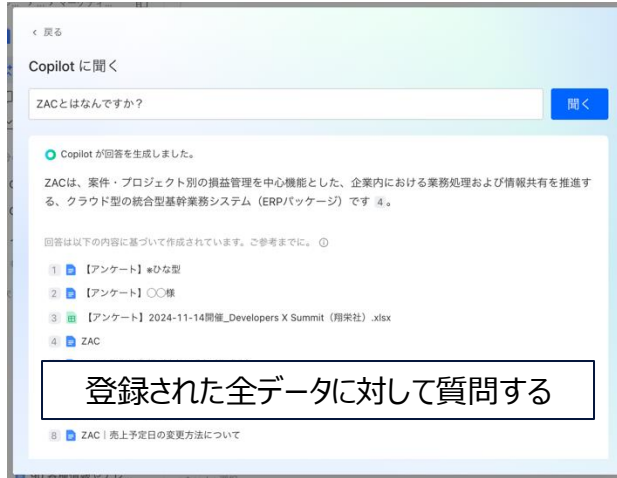 戻る
Copilot に聞く
ZACとはなんですか？
聞く
Copilot が回答を生成しました。
ZACは、案件・プロジェクト別の損益管理を中心機能とした、企業内における業務処理および情報共有を推進す
る、クラウド型の統合型基幹業務システム（ERPパッケージ）です 4 。
回答は以下の内容に基づいて作成されています。ご参考までに。
1 【アンケート】※ひな型
2 【アンケート】○○様
3 【アンケート】2024-11-14開催_Developers X Summit（翔栄社）.xlsx
4 ZAC
登録された全データに対して質問する
8 ZAC｜売上予定日の変更方法について